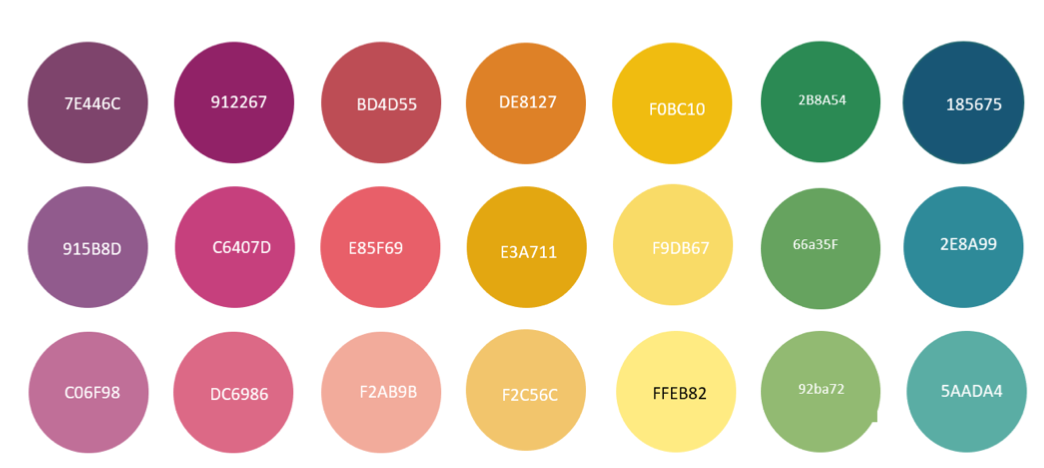 7E446C
912267
BD4D55
DE8127
F0BC10
2B8A54
185675
915B8D
C6407D
E85F69
E3A711
F9DB67
66a35F
2E8A99
C06F98
DC6986
F2AB9B
F2C56C
FFEB82
92ba72
5AADA4